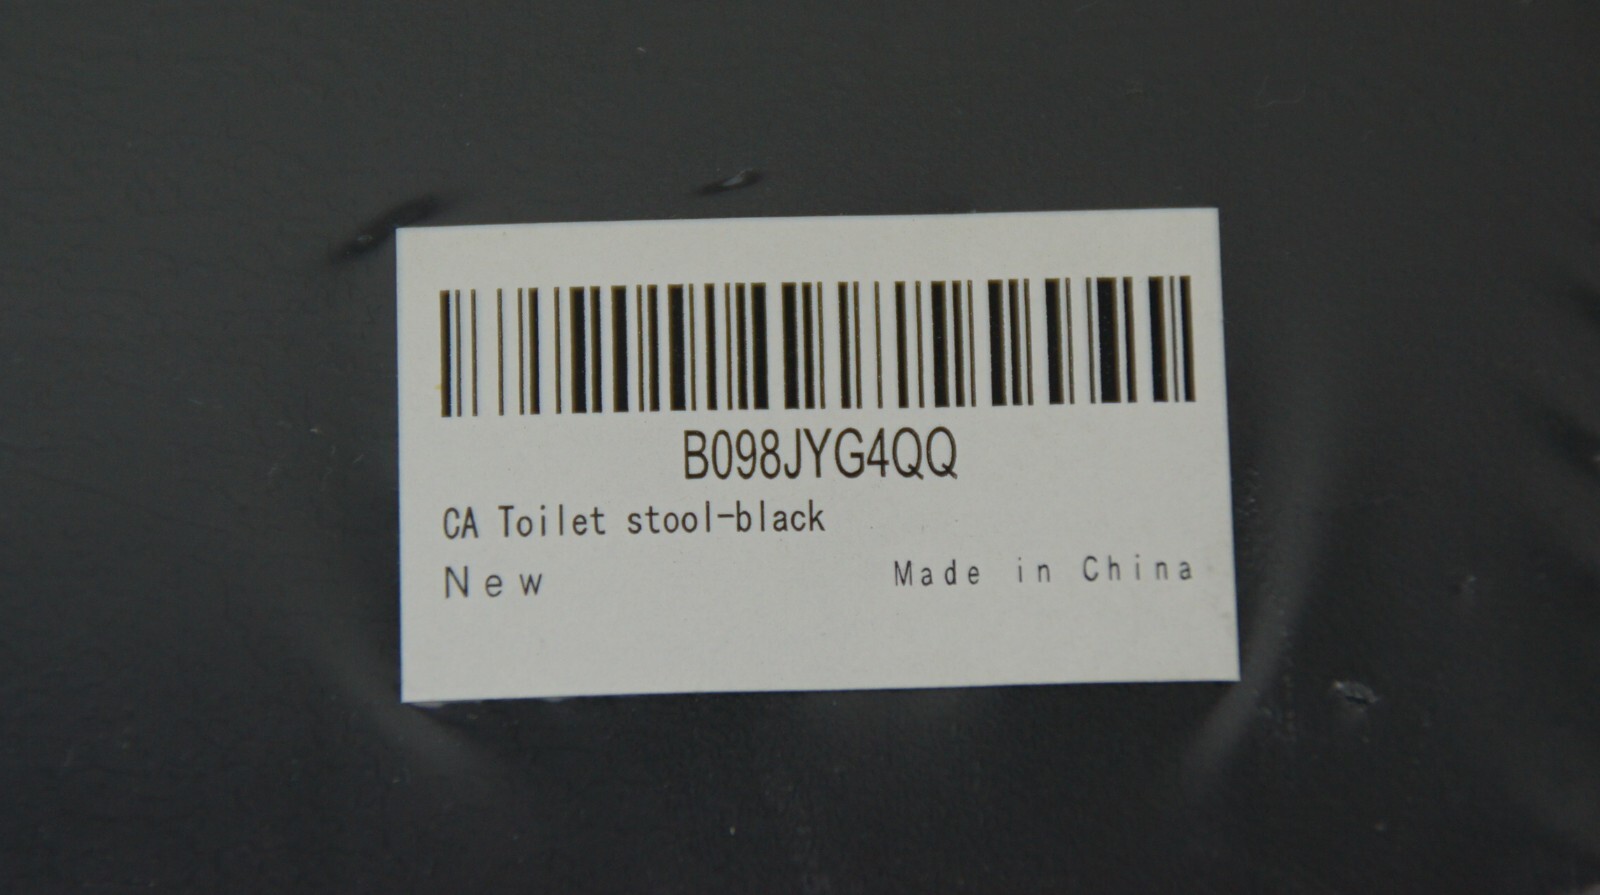 B098JYG4QQ
CA Toilet stool-black
New
Made in China